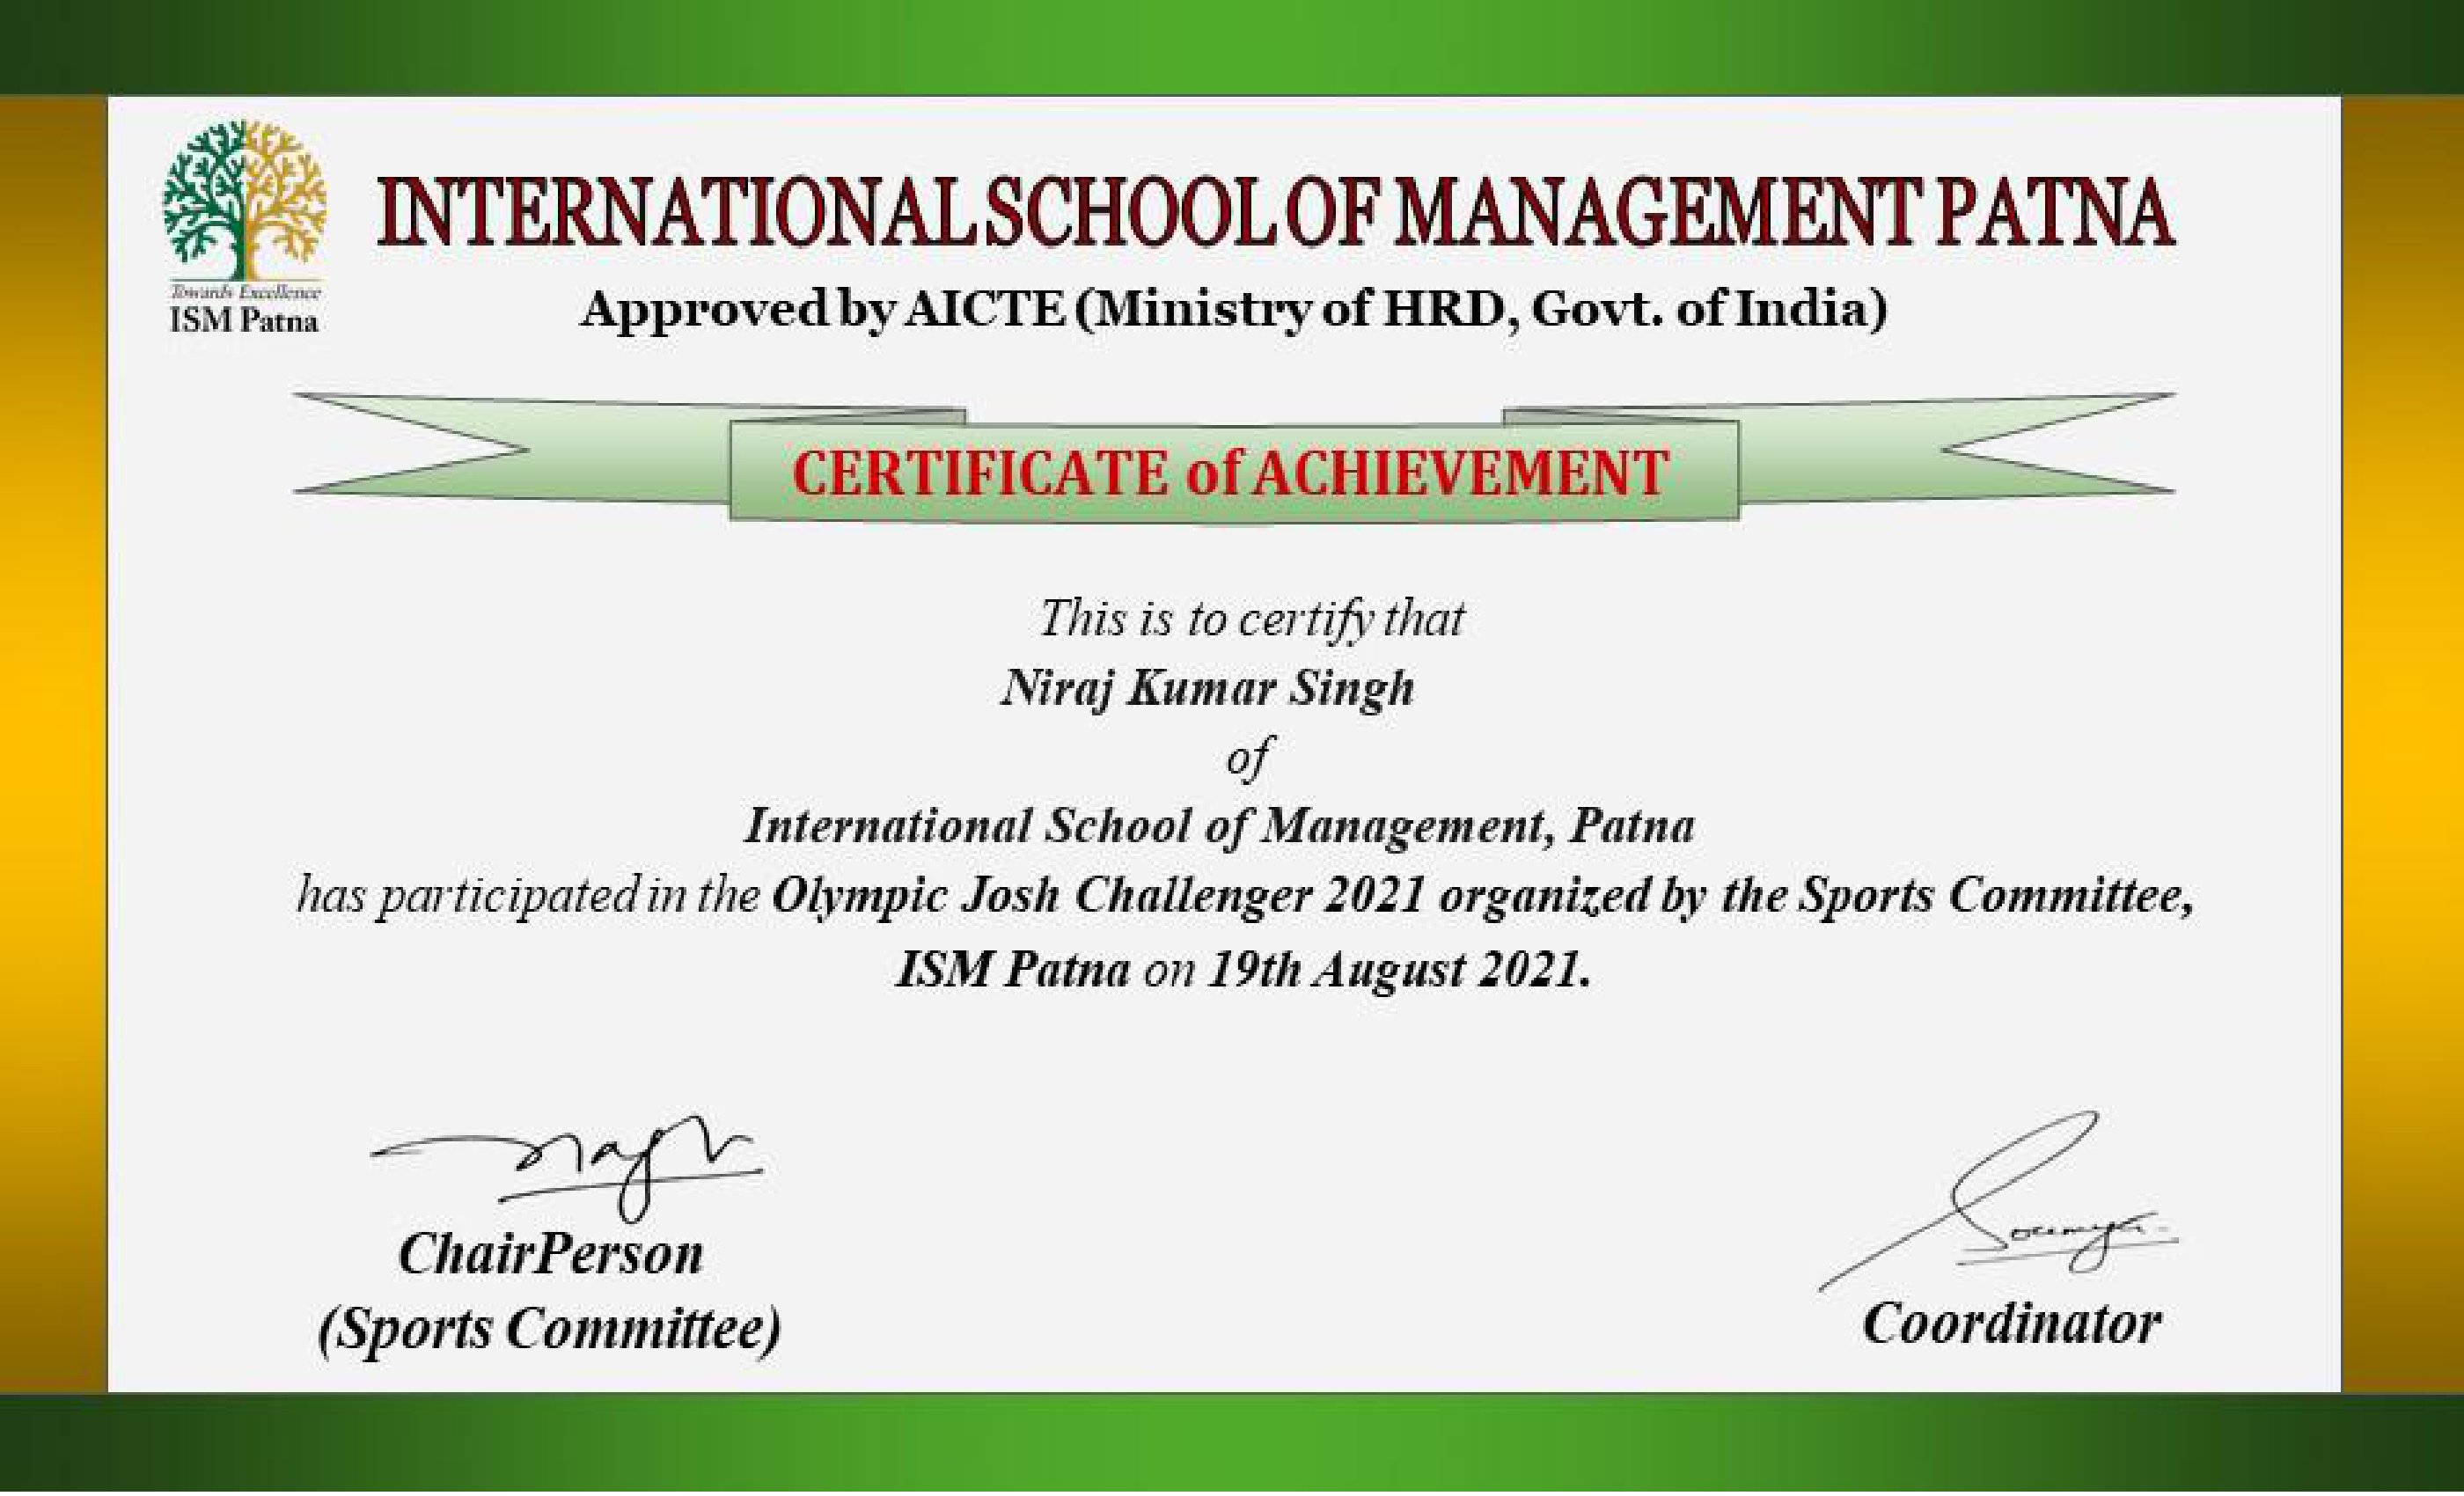 INTERNATIONAL SCHOOL OF MANAGEMENT PATNA
Towards Excellence
ISM Patna
Approved by AICTE (Ministry of HRD, Govt. of India)
CERTIFICATE of ACHIEVEMENT
This is to certify that
Niraj Kumar Singh
of
International School of Management, Patna
has participated in the Olympic Josh Challenger 2021 organized by the Sports Committee,
ISM Patna on 19th August 2021.
ChairPerson
(Sports Committee)
Coordinator